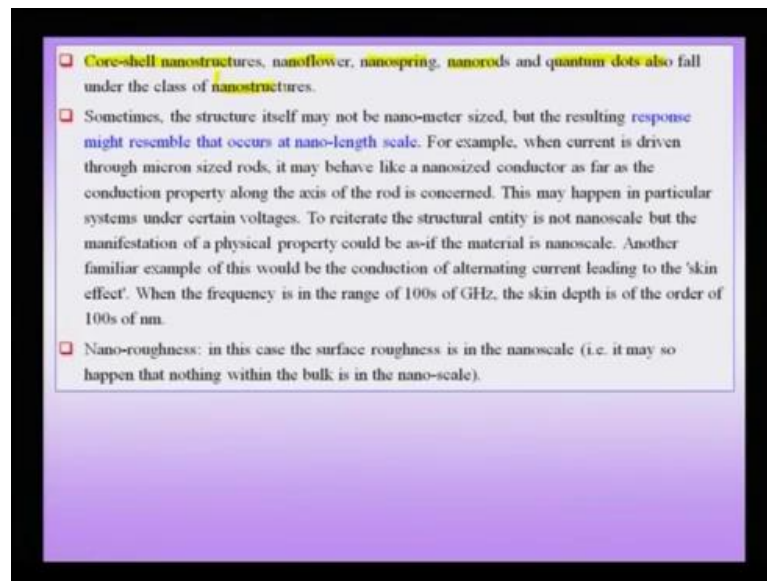 Core-shell nanostructures, nanoflower, nanospring, nanorods and quantum dots also fall
under the class of nanostructures.
Sometimes, the structure itself may not be nano-meter sized, but the resulting response
might resemble that occurs at nano-length scale. For example, when current is driven
through micron sized rods, it may behave like a nanosized conductor as far as the
conduction property along the axis of the rod is concerned. This may happen in particular
systems under certain voltages. To reiterate the structural entity is not nanoscale but the
manifestation of a physical property could be as-if the material is nanoscale. Another
familiar example of this would be the conduction of alternating current leading to the 'skin
effect'. When the frequency is in the range of 100s of GHz, the skin depth is of the order of
100s of nm.
Nano-roughness: in this case the surface roughness is in the nanoscale (i.e. it may so
happen that nothing within the bulk is in the nano-scale).